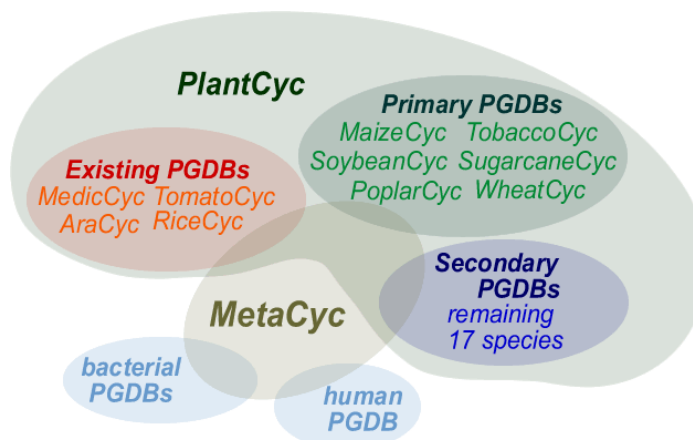 PlantCyc
Primary PGDBs
MaizeCyc TobaccoCyc
SoybeanCyc SugarcaneCyc
PoplarCyc WheatCyc
Existing PGDBs
MedicCyc TomatoCyc
AraCyc RiceCyc
Secondary
PGDBs
remaining
17 species
MetaCyc
bacterial
PGDBs
human
PGDB